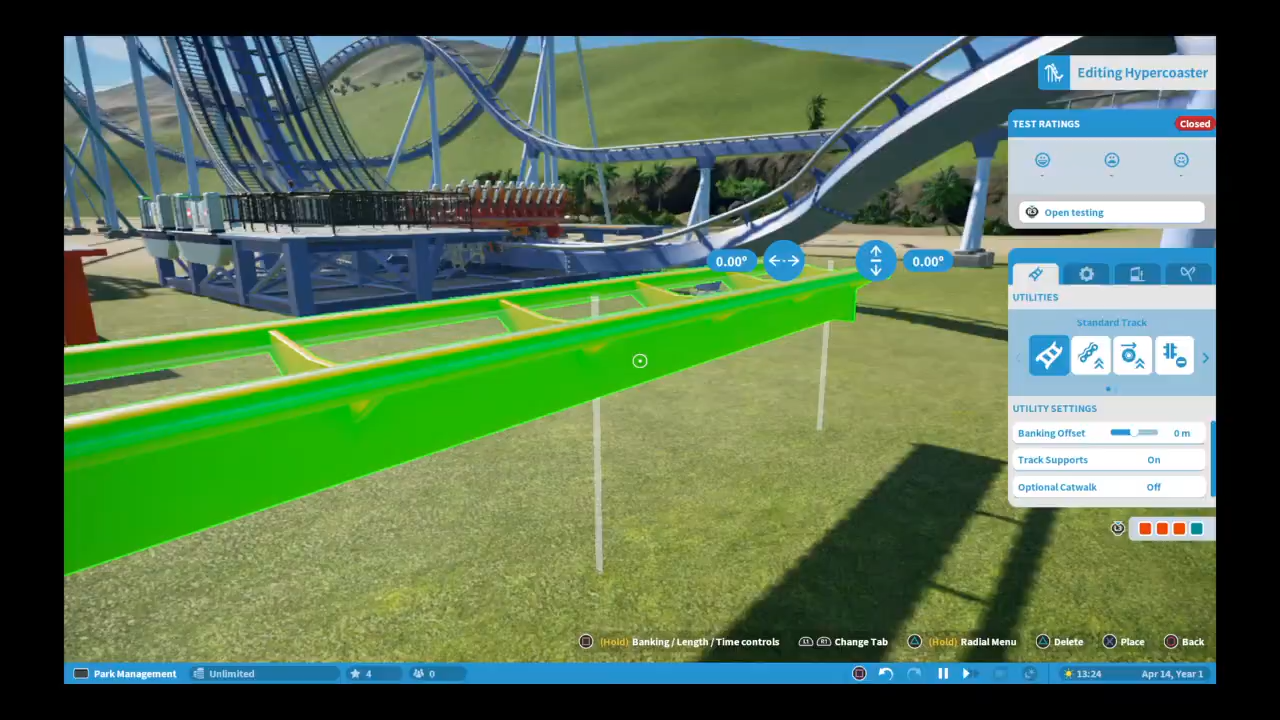 Editing Hypercoaster
TEST RATINGS
Closed
-
-
-
Open testing
0.00°
0.00°
UTILITIES
Standard Track
UTILITY SETTINGS
Banking Offset
0 m
Track Supports
On
Optional Catwalk
Off
(Hold) Banking / Length / Time controls
L1 R1 Change Tab
(Hold) Radial Menu
Delete
Place
Back
Park Management
Unlimited
4
0
13:24
Apr 14, Year 1